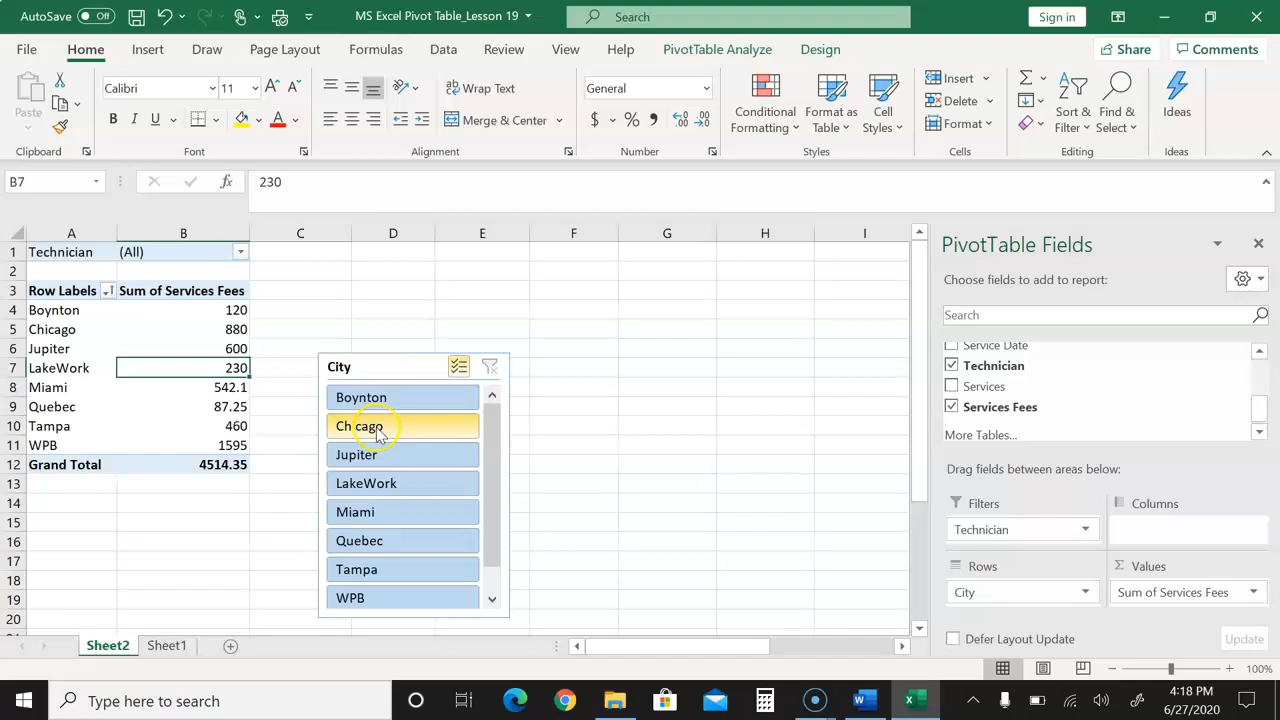 AutoSave Off MS Excel Pivot Table_Lesson 19 Search Sign in
File Home Insert Draw Page Layout Formulas Data Review View Help PivotTable Analyze Design Share Comments
Paste Calibri 11 Wrap Text General Conditional Formatting Format as Table Cell Styles Insert Sort & Filter Find & Select Ideas
B I U Merge & Center $ % Delete
Format
Clipboard Font Alignment Number Styles Cells Editing Ideas
B7 fx 230
A B C D E F G H I
1 Technician (All)
2
3 Row Labels Sum of Services Fees
4 Boynton 120
5 Chicago 880
6 Jupiter 600
7 LakeWork 230
8 Miami 542.1
9 Quebec 87.25
10 Tampa 460
11 WPB 1595
12 Grand Total 4514.35
13
14
15
16
17
18
19
20
City
Boynton
Chicago
Jupiter
LakeWork
Miami
Quebec
Tampa
WPB
PivotTable Fields
Choose fields to add to report:
Search
Service Date
Technician
Services
Services Fees
More Tables...
Drag fields between areas below:
Filters Columns
Technician
Rows Σ Values
City Sum of Services Fees
Defer Layout Update Update
Sheet2 Sheet1
100%
Type here to search
4:18 PM
6/27/2020